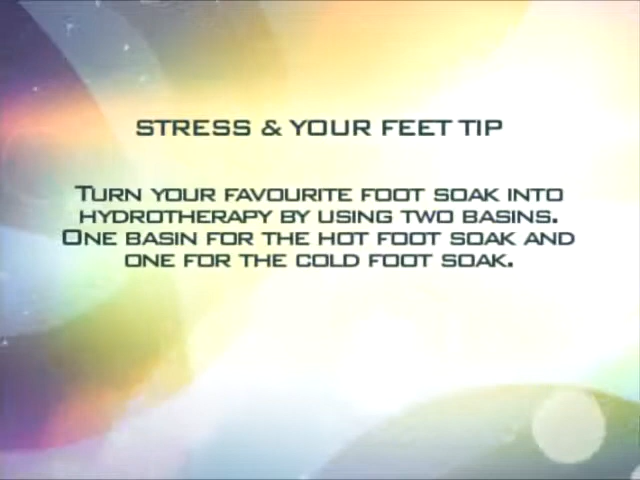 STRESS & YOUR FEET TIP
TURN YOUR FAVOURITE FOOT SOAK INTO
HYDROTHERAPY BY USING TWO BASINS.
ONE BASIN FOR THE HOT FOOT SOAK AND
ONE FOR THE COLD FOOT SOAK.